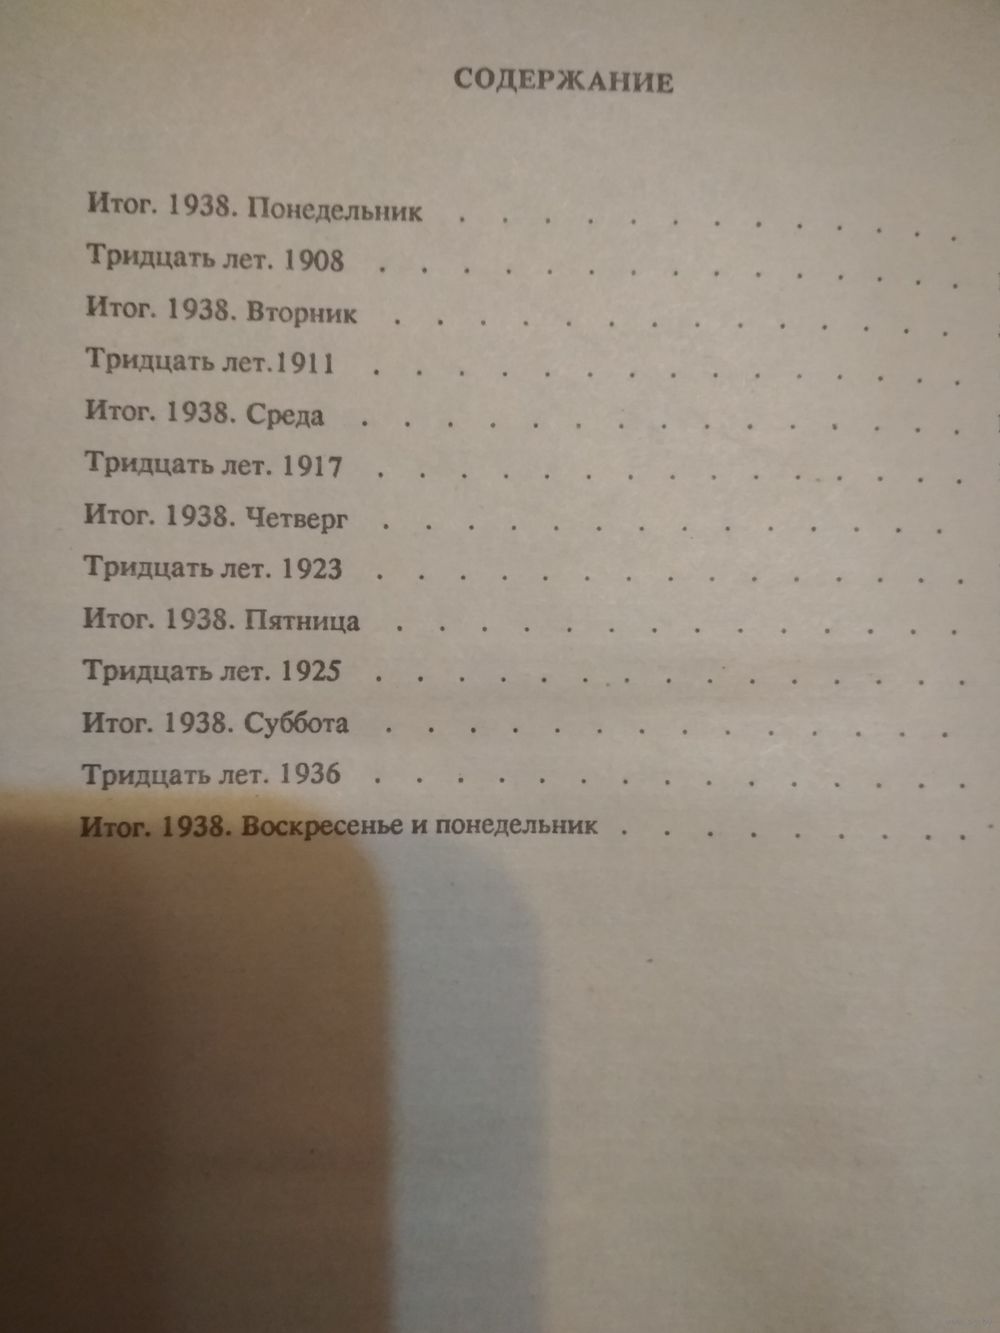 СОДЕРЖАНИЕ
Итог. 1938. Понедельник . . . . . . . . . . . .
Тридцать лет. 1908 . . . . . . . . . . . . . .
Итог. 1938. Вторник . . . . . . . . . . . . . .
Тридцать лет.1911 . . . . . . . . . . . . . . .
Итог. 1938. Среда . . . . . . . . . . . . . . .
Тридцать лет. 1917 . . . . . . . . . . . . . . .
Итог. 1938. Четверг . . . . . . . . . . . . . .
Тридцать лет. 1923 . . . . . . . . . . . . . . .
Итог. 1938. Пятница . . . . . . . . . . . . . .
Тридцать лет. 1925 . . . . . . . . . . . . . . .
Итог. 1938. Суббота . . . . . . . . . . . . . .
Тридцать лет. 1936 . . . . . . . . . . . . . . .
Итог. 1938. Воскресенье и понедельник . . . . . . . . .